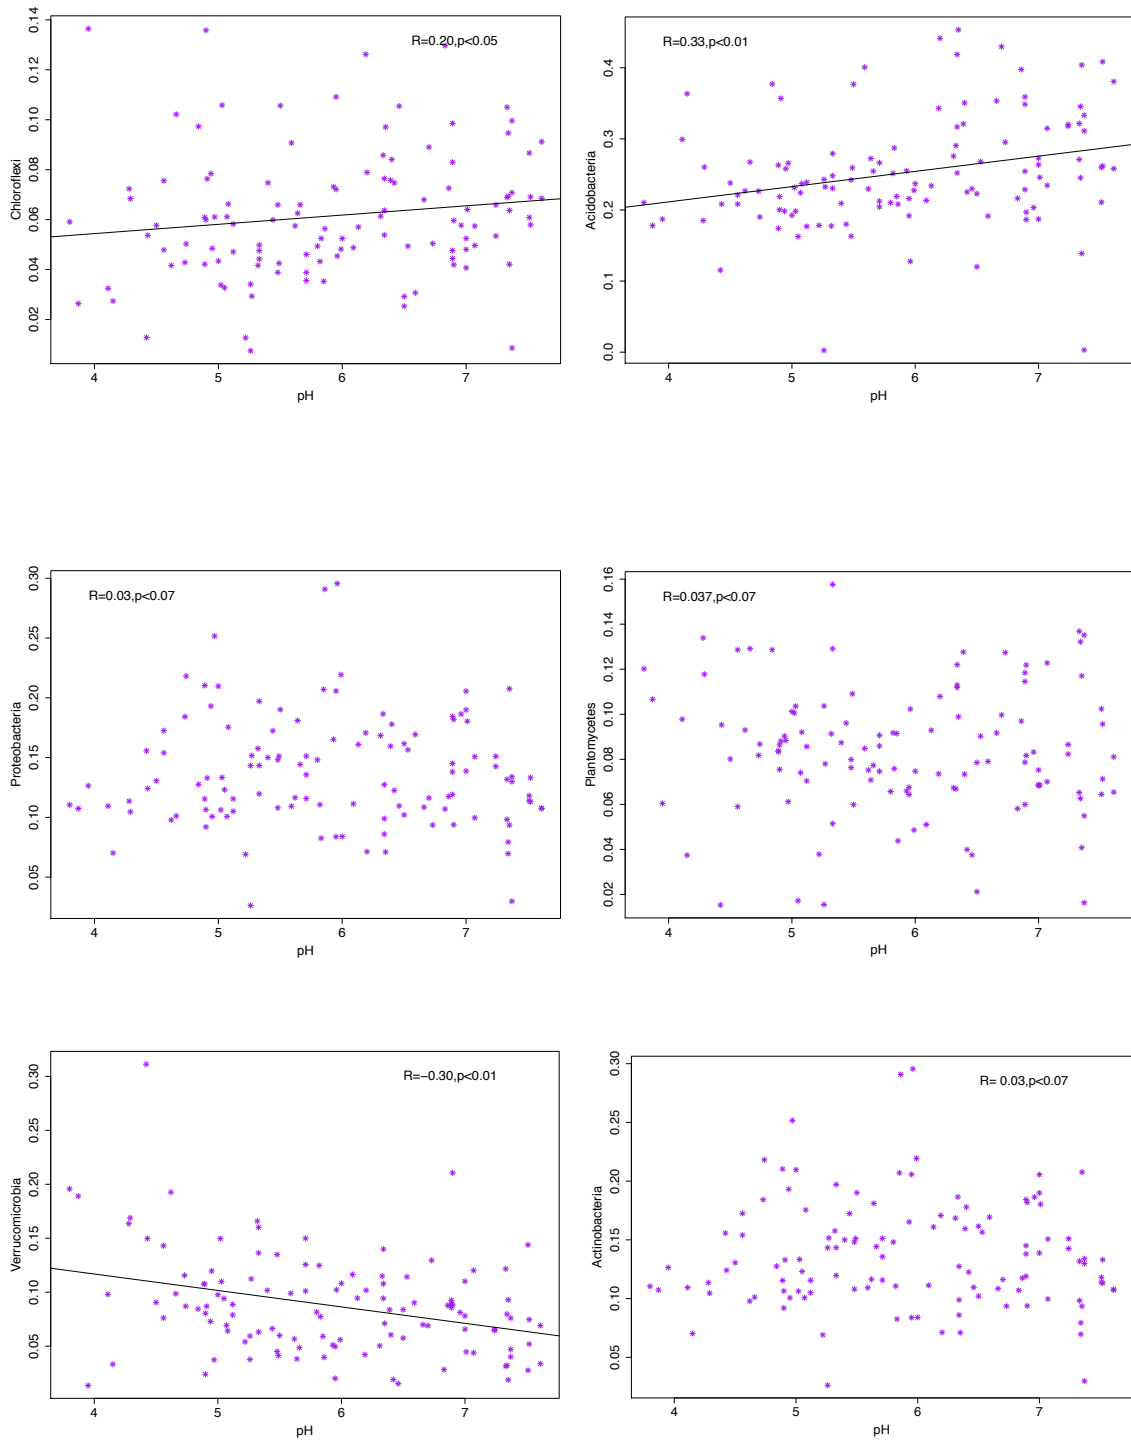 R=0.20,p<0.05
Chloroflexi
0.02 0.04 0.06 0.08 0.10 0.12 0.14
4 5 6 7
pH
R=0.33,p<0.01
Acidobacteria
0.0 0.1 0.2 0.3 0.4
4 5 6 7
pH
R=0.03,p<0.07
Proteobacteria
0.05 0.10 0.15 0.20 0.25 0.30
4 5 6 7
pH
R=0.037,p<0.07
Plantomyoetes
0.02 0.04 0.06 0.08 0.10 0.12 0.14 0.16
4 5 6 7
pH
R=−0.30,p<0.01
Verrucomicrobia
0.05 0.10 0.15 0.20 0.25 0.30
4 5 6 7
pH
R= 0.03,p<0.07
Actinobacteria
0.05 0.10 0.15 0.20 0.25 0.30
4 5 6 7
pH